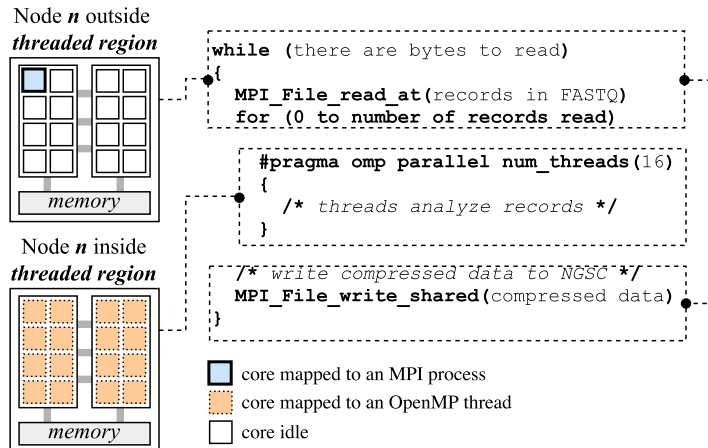 Node n outside
threaded region
memory
Node n inside
threaded region
memory
while (there are bytes to read)
{
MPI_File_read_at(records in FASTQ)
for (0 to number of records read)
#pragma omp parallel num_threads(16)
{
/* threads analyze records */
}
/* write compressed data to NGSC */
MPI_File_write_shared(compressed data)
}
core mapped to an MPI process
core mapped to an OpenMP thread
core idle